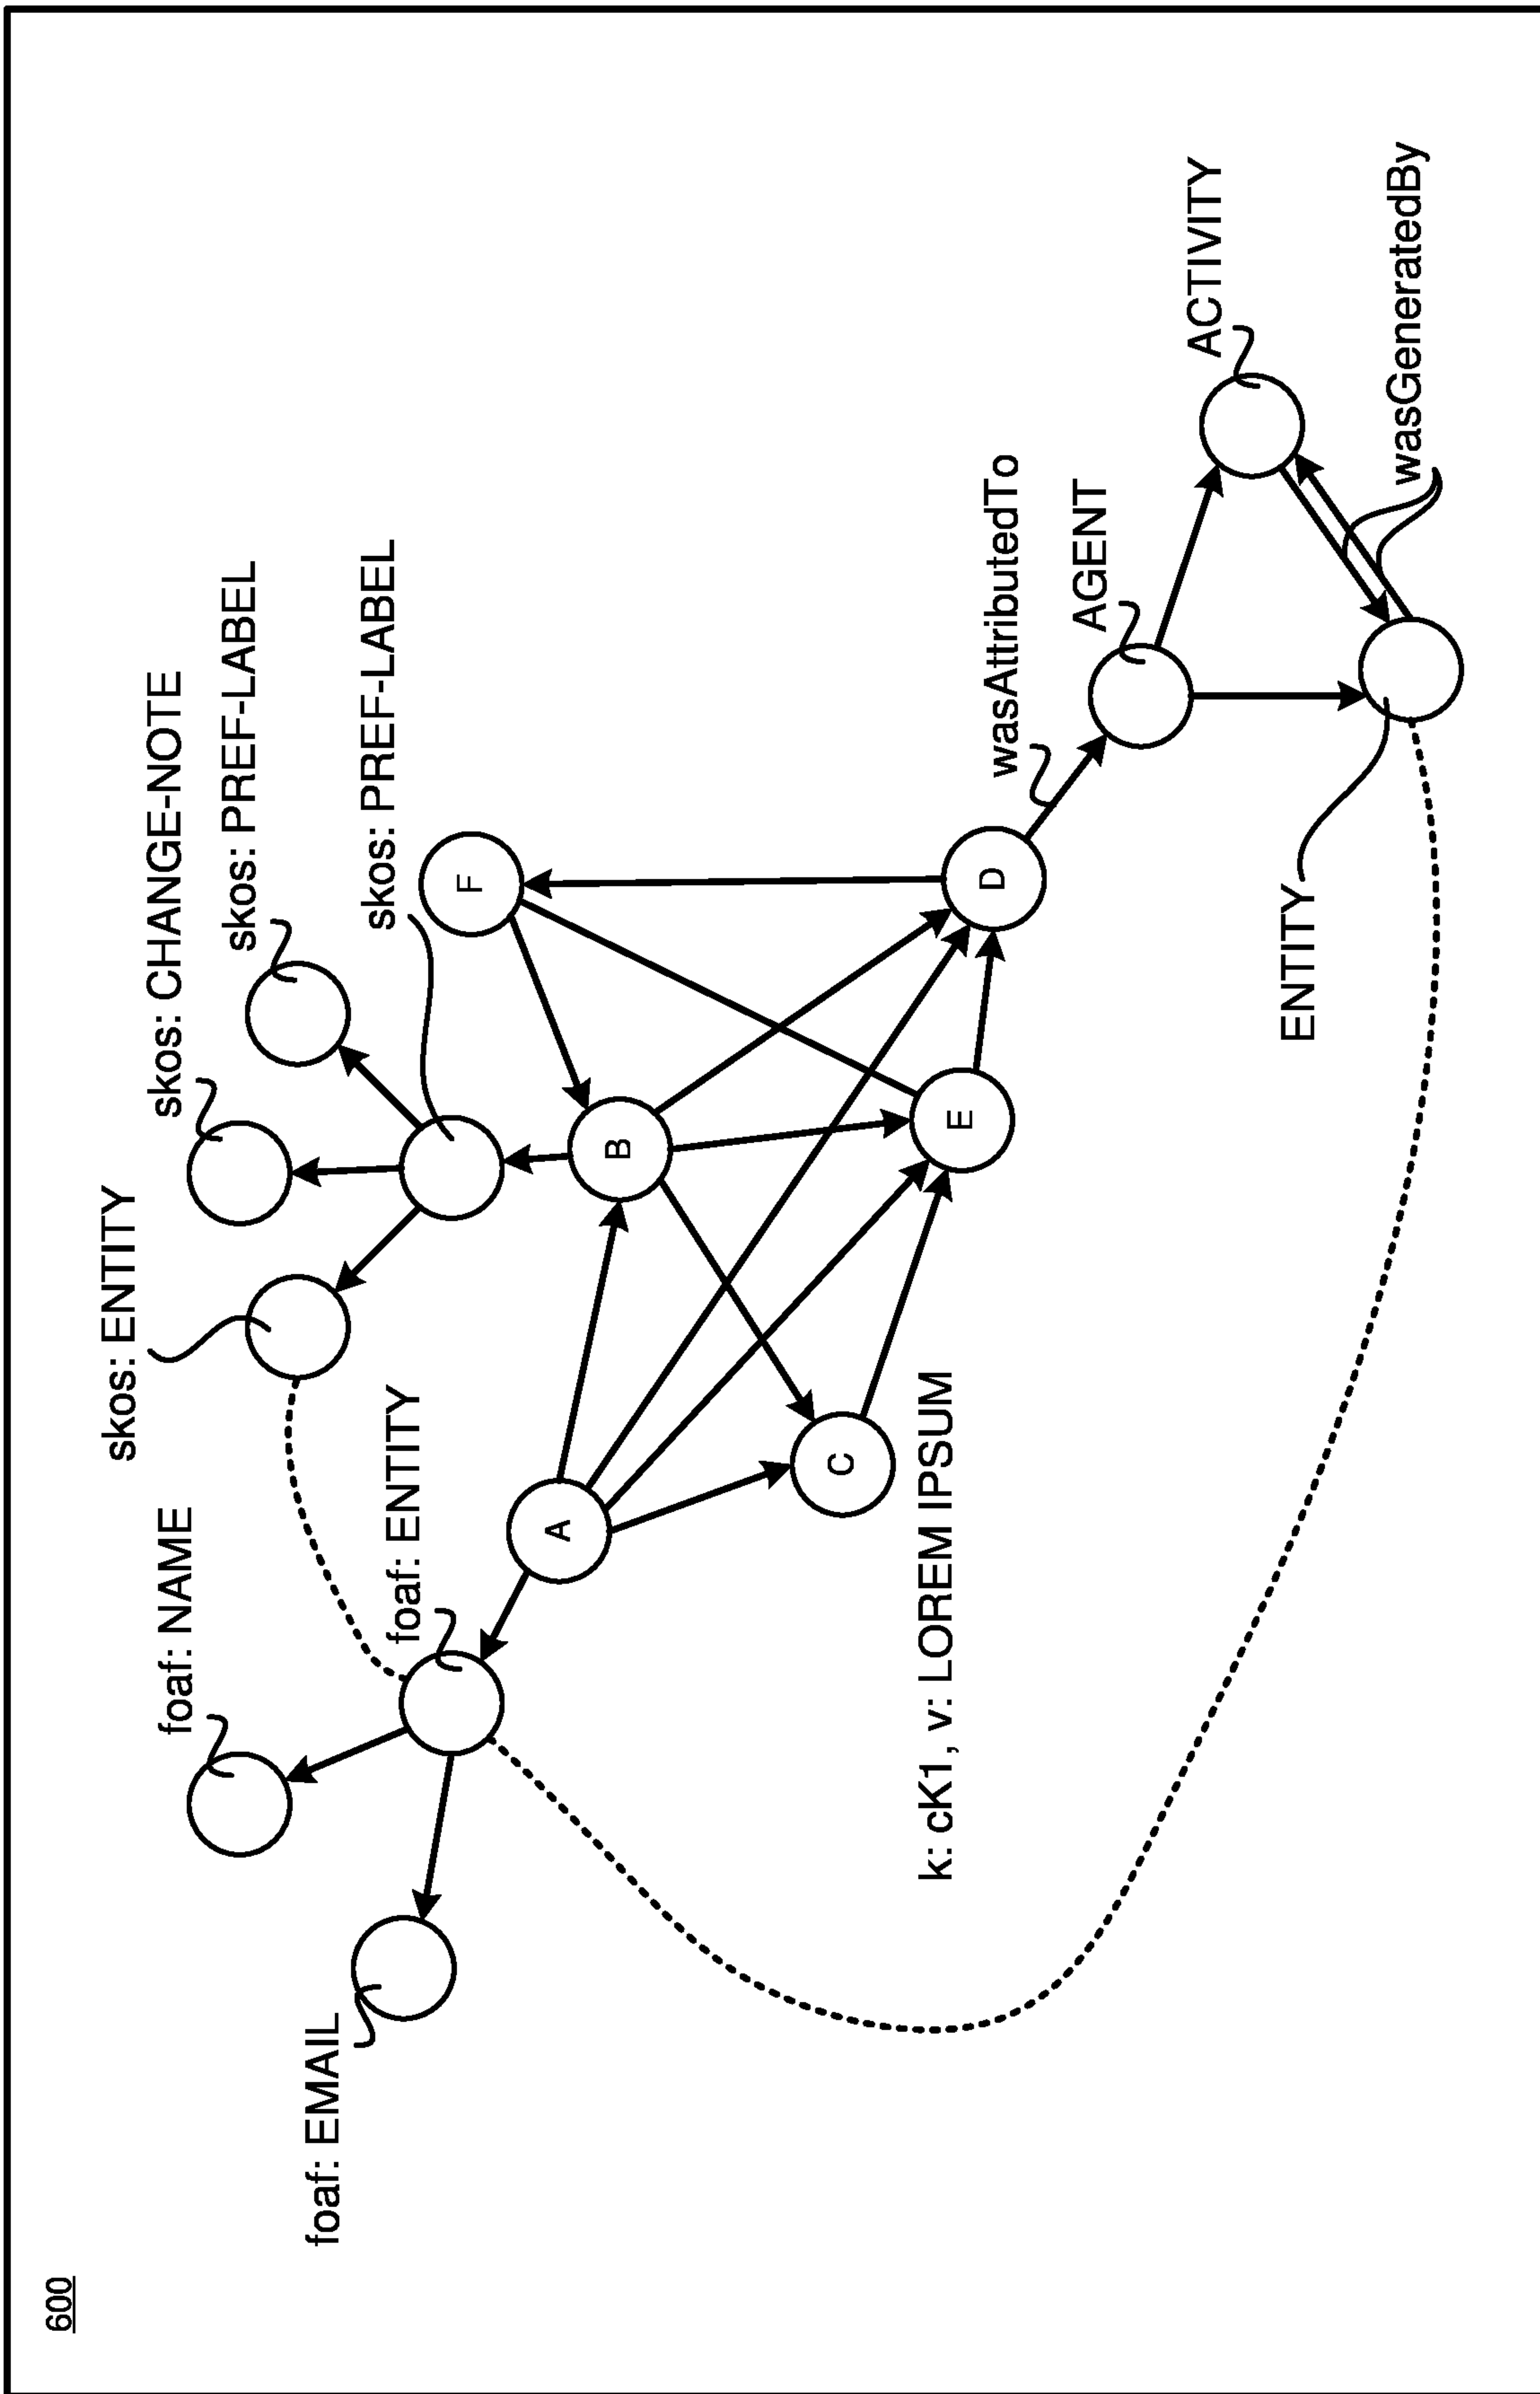 600
foaf: EMAIL
foaf: NAME
foaf: ENTITY
skos: ENTITY
skos: CHANGE-NOTE
skos: PREF-LABEL
skos: PREF-LABEL
A
B
C
D
E
F
k: cK1, v: LOREM IPSUM
wasAttributedTo
AGENT
ACTIVITY
ENTITY
wasGeneratedBy